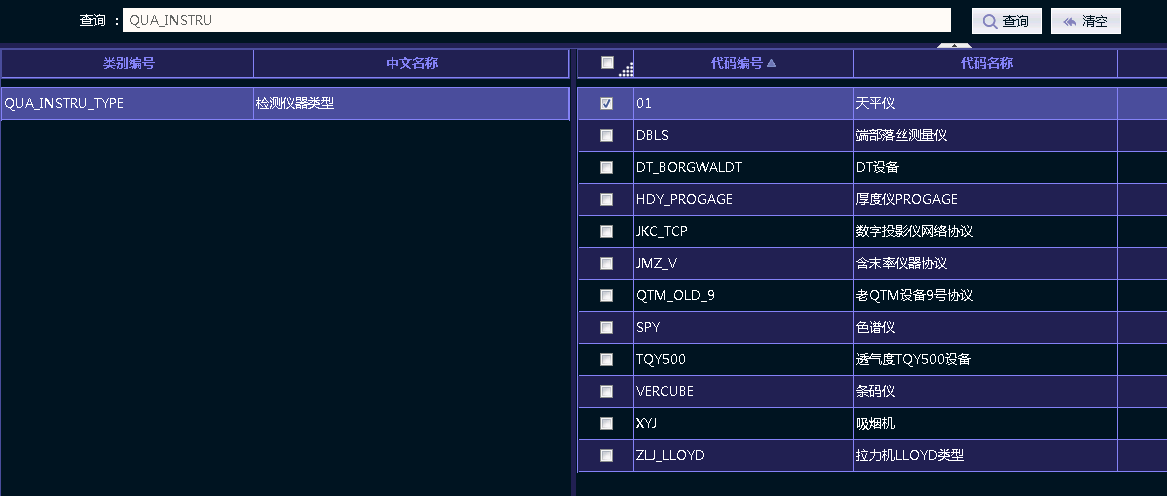 查询 : QUA_INSTRU 查询 清空
类别编号 中文名称 代码编号 代码名称
QUA_INSTRU_TYPE 检测仪器类型 01 天平仪
DBLS 端部落丝测量仪
DT_BORGWALDT DT设备
HDY_PROGAGE 厚度仪PROGAGE
JKC_TCP 数字投影仪网络协议
JMZ_V 含末率仪器协议
QTM_OLD_9 老QTM设备9号协议
SPY 色谱仪
TQY500 透气度TQY500设备
VERCUBE 条码仪
XYJ 吸烟机
ZLJ_LLOYD 拉力机LLOYD类型